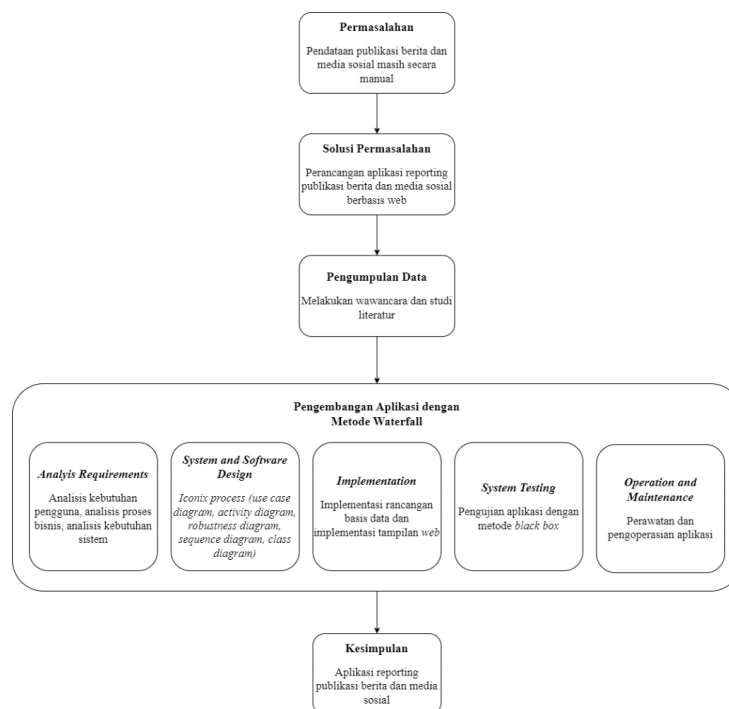 Permasalahan
Pendataan publikasi berita dan
media sosial masih secara
manual
Solusi Permasalahan
Perancangan aplikasi reporting
publikasi berita dan media sosial
berbasis web
Pengumpulan Data
Melakukan wawancara dan studi
literatur
Pengembangan Aplikasi dengan
Metode Waterfall
Analyis Requirements
Analisis kebutuhan
pengguna, analisis proses
bisnis, analisis kebutuhan
sistem
System and Software
Design
Iconix process (use case
diagram, activity diagram,
robustness diagram,
sequence diagram, class
diagram)
Implementation
Implementasi rancangan
basis data dan
implementasi tampilan web
System Testing
Pengujian aplikasi dengan
metode black box
Operation and
Maintenance
Perawatan dan
pengoperasian aplikasi
Kesimpulan
Aplikasi reporting
publikasi berita dan media
sosial